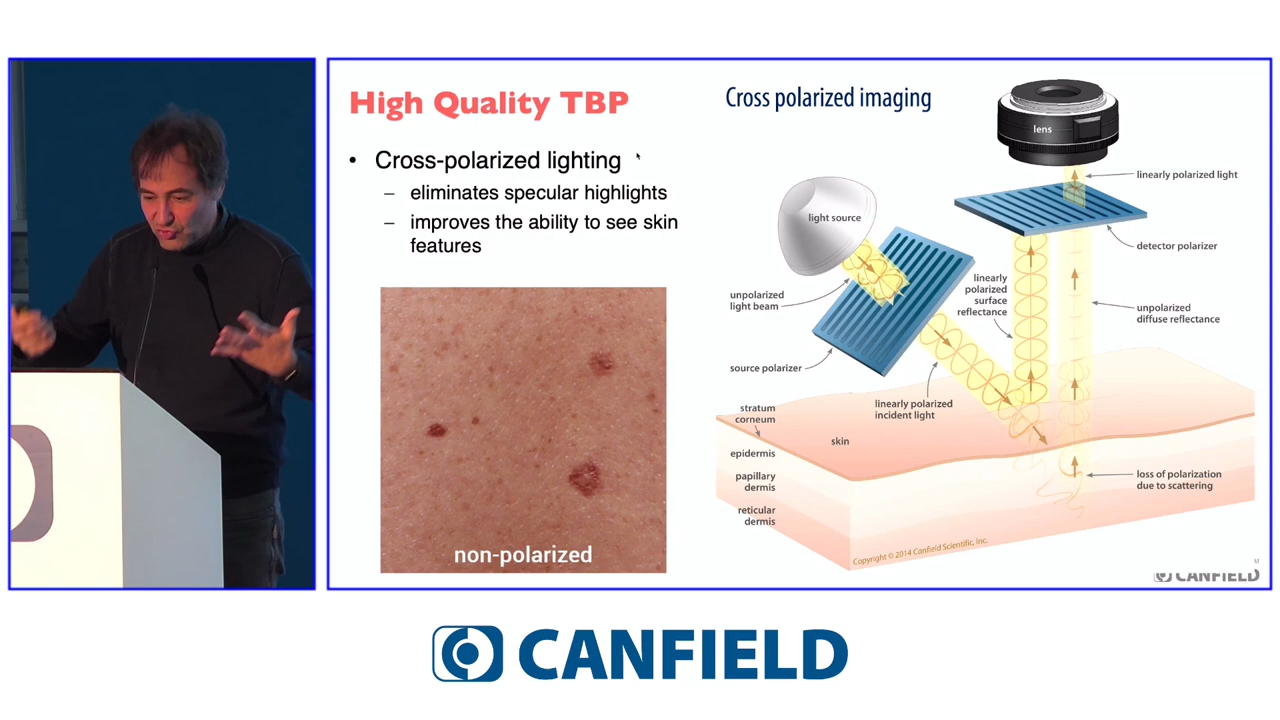 High Quality TBP
• Cross-polarized lighting
– eliminates specular highlights
– improves the ability to see skin
features
non-polarized
Cross polarized imaging
lens
linearly polarized light
light source
detector polarizer
unpolarized
light beam
linearly
polarized
surface
reflectance
unpolarized
diffuse reflectance
source polarizer
linearly polarized
incident light
stratum
corneum
skin
epidermis
papillary
dermis
loss of polarization
due to scattering
reticular
dermis
Copyright © 2014 Canfield Scientific, Inc.
CANFIELD
CANFIELD